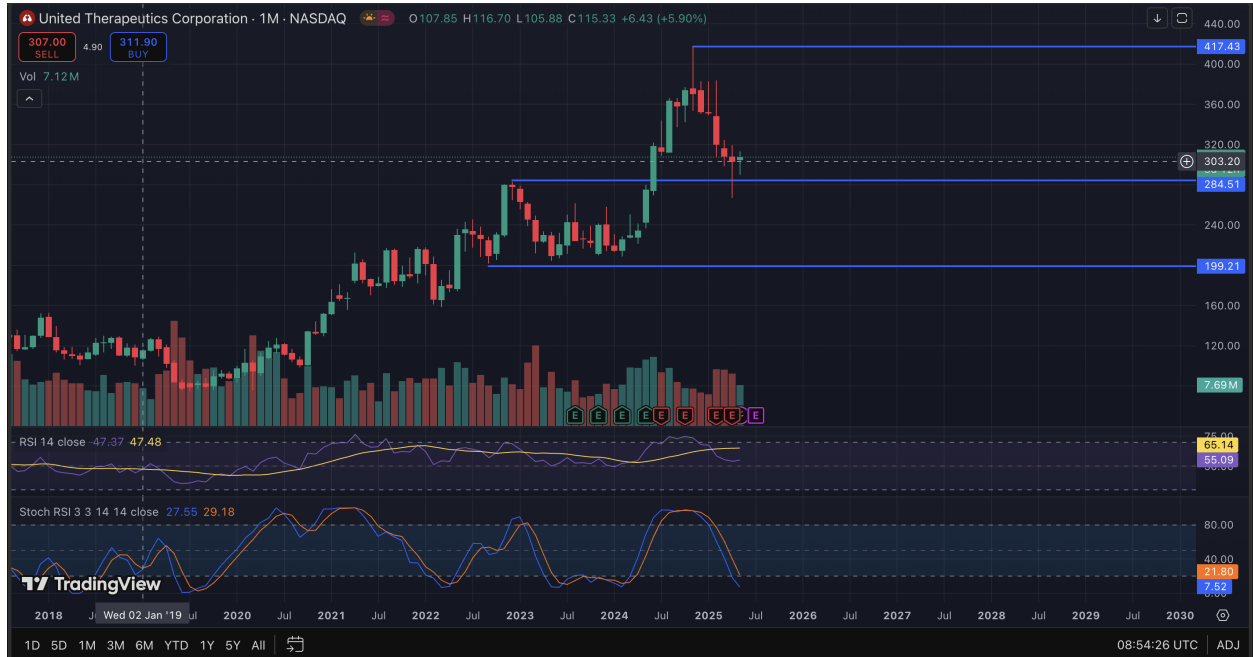 United Therapeutics Corporation · 1M · NASDAQ O107.85 H116.70 L105.88 C115.33 +6.43 (+5.90%)
307.00 SELL 4.90 311.90 BUY
Vol 7.12M
440.00
417.43
400.00
360.00
320.00
303.20
284.51
240.00
199.21
160.00
120.00
7.69M
E E E E E E E E E
RSI 14 close 47.37 47.48
75.00
65.14
55.09
50.00
Stoch RSI 3 3 14 14 close 27.55 29.18
80.00
40.00
21.80
7.52
0.00
TradingView
2018 Wed 02 Jan '19 2020 Jul 2021 Jul 2022 Jul 2023 Jul 2024 Jul 2025 Jul 2026 Jul 2027 Jul 2028 Jul 2029 Jul 2030
1D 5D 1M 3M 6M YTD 1Y 5Y All 08:54:26 UTC ADJ